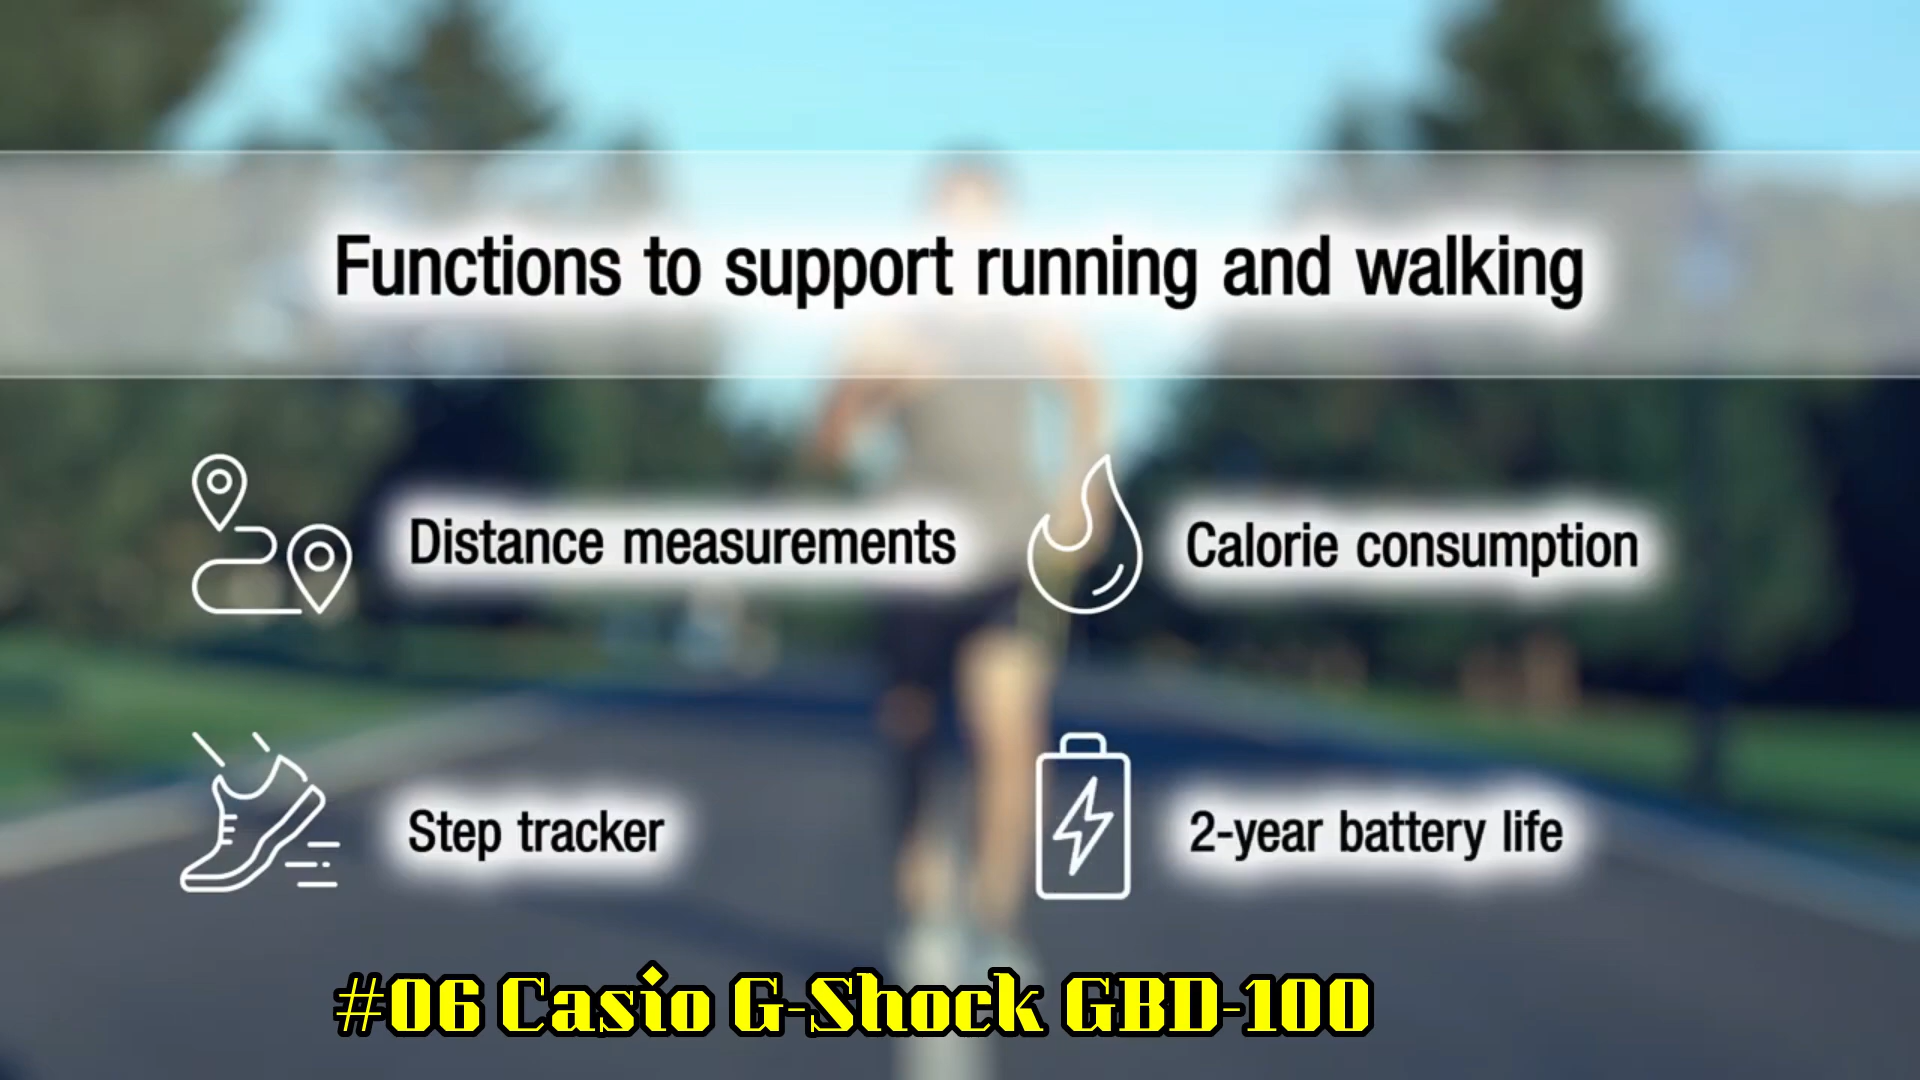 Functions to support running and walking
Distance measurements
Calorie consumption
Step tracker
2-year battery life
#06 Casio G-Shock GBD-100